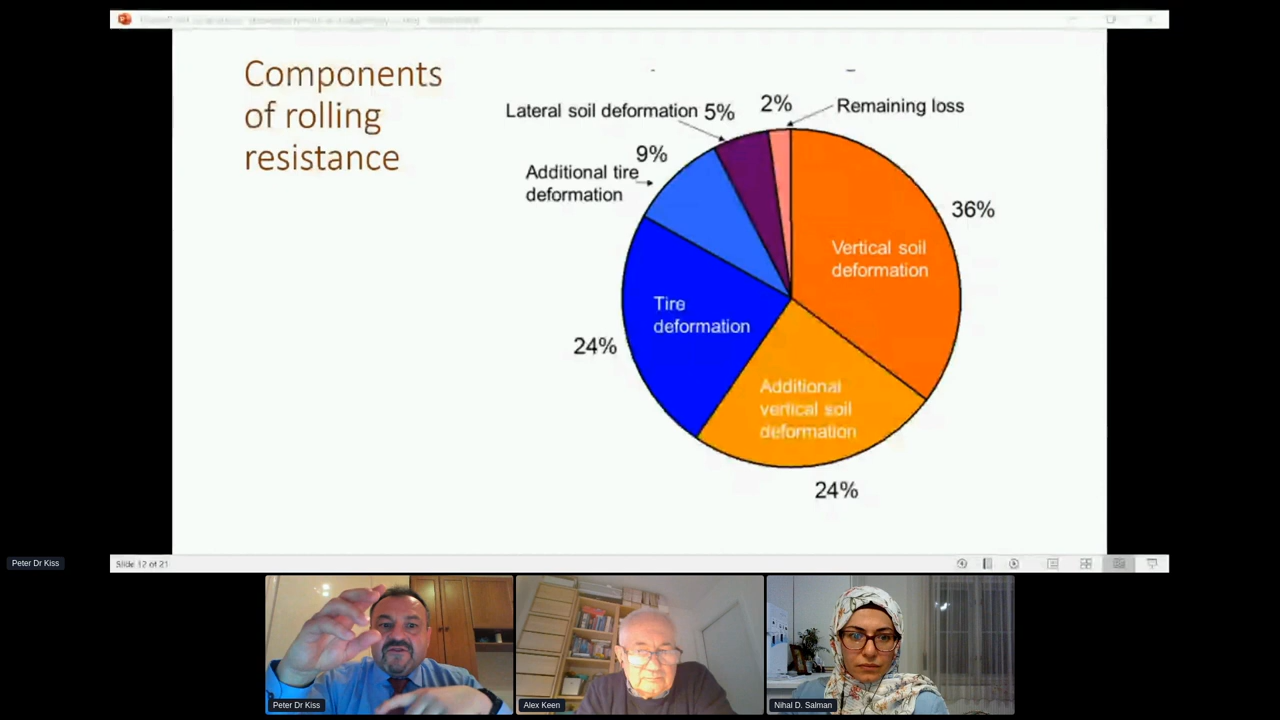 Components
of rolling
resistance
Lateral soil deformation 5%
2%
Remaining loss
9%
Additional tire
deformation
36%
Vertical soil
deformation
Tire
deformation
24%
Additional
vertical soil
deformation
24%
Peter Dr Kiss
Slide 12 of 21
Peter Dr Kiss
Alex Keen
Nihal D. Salman